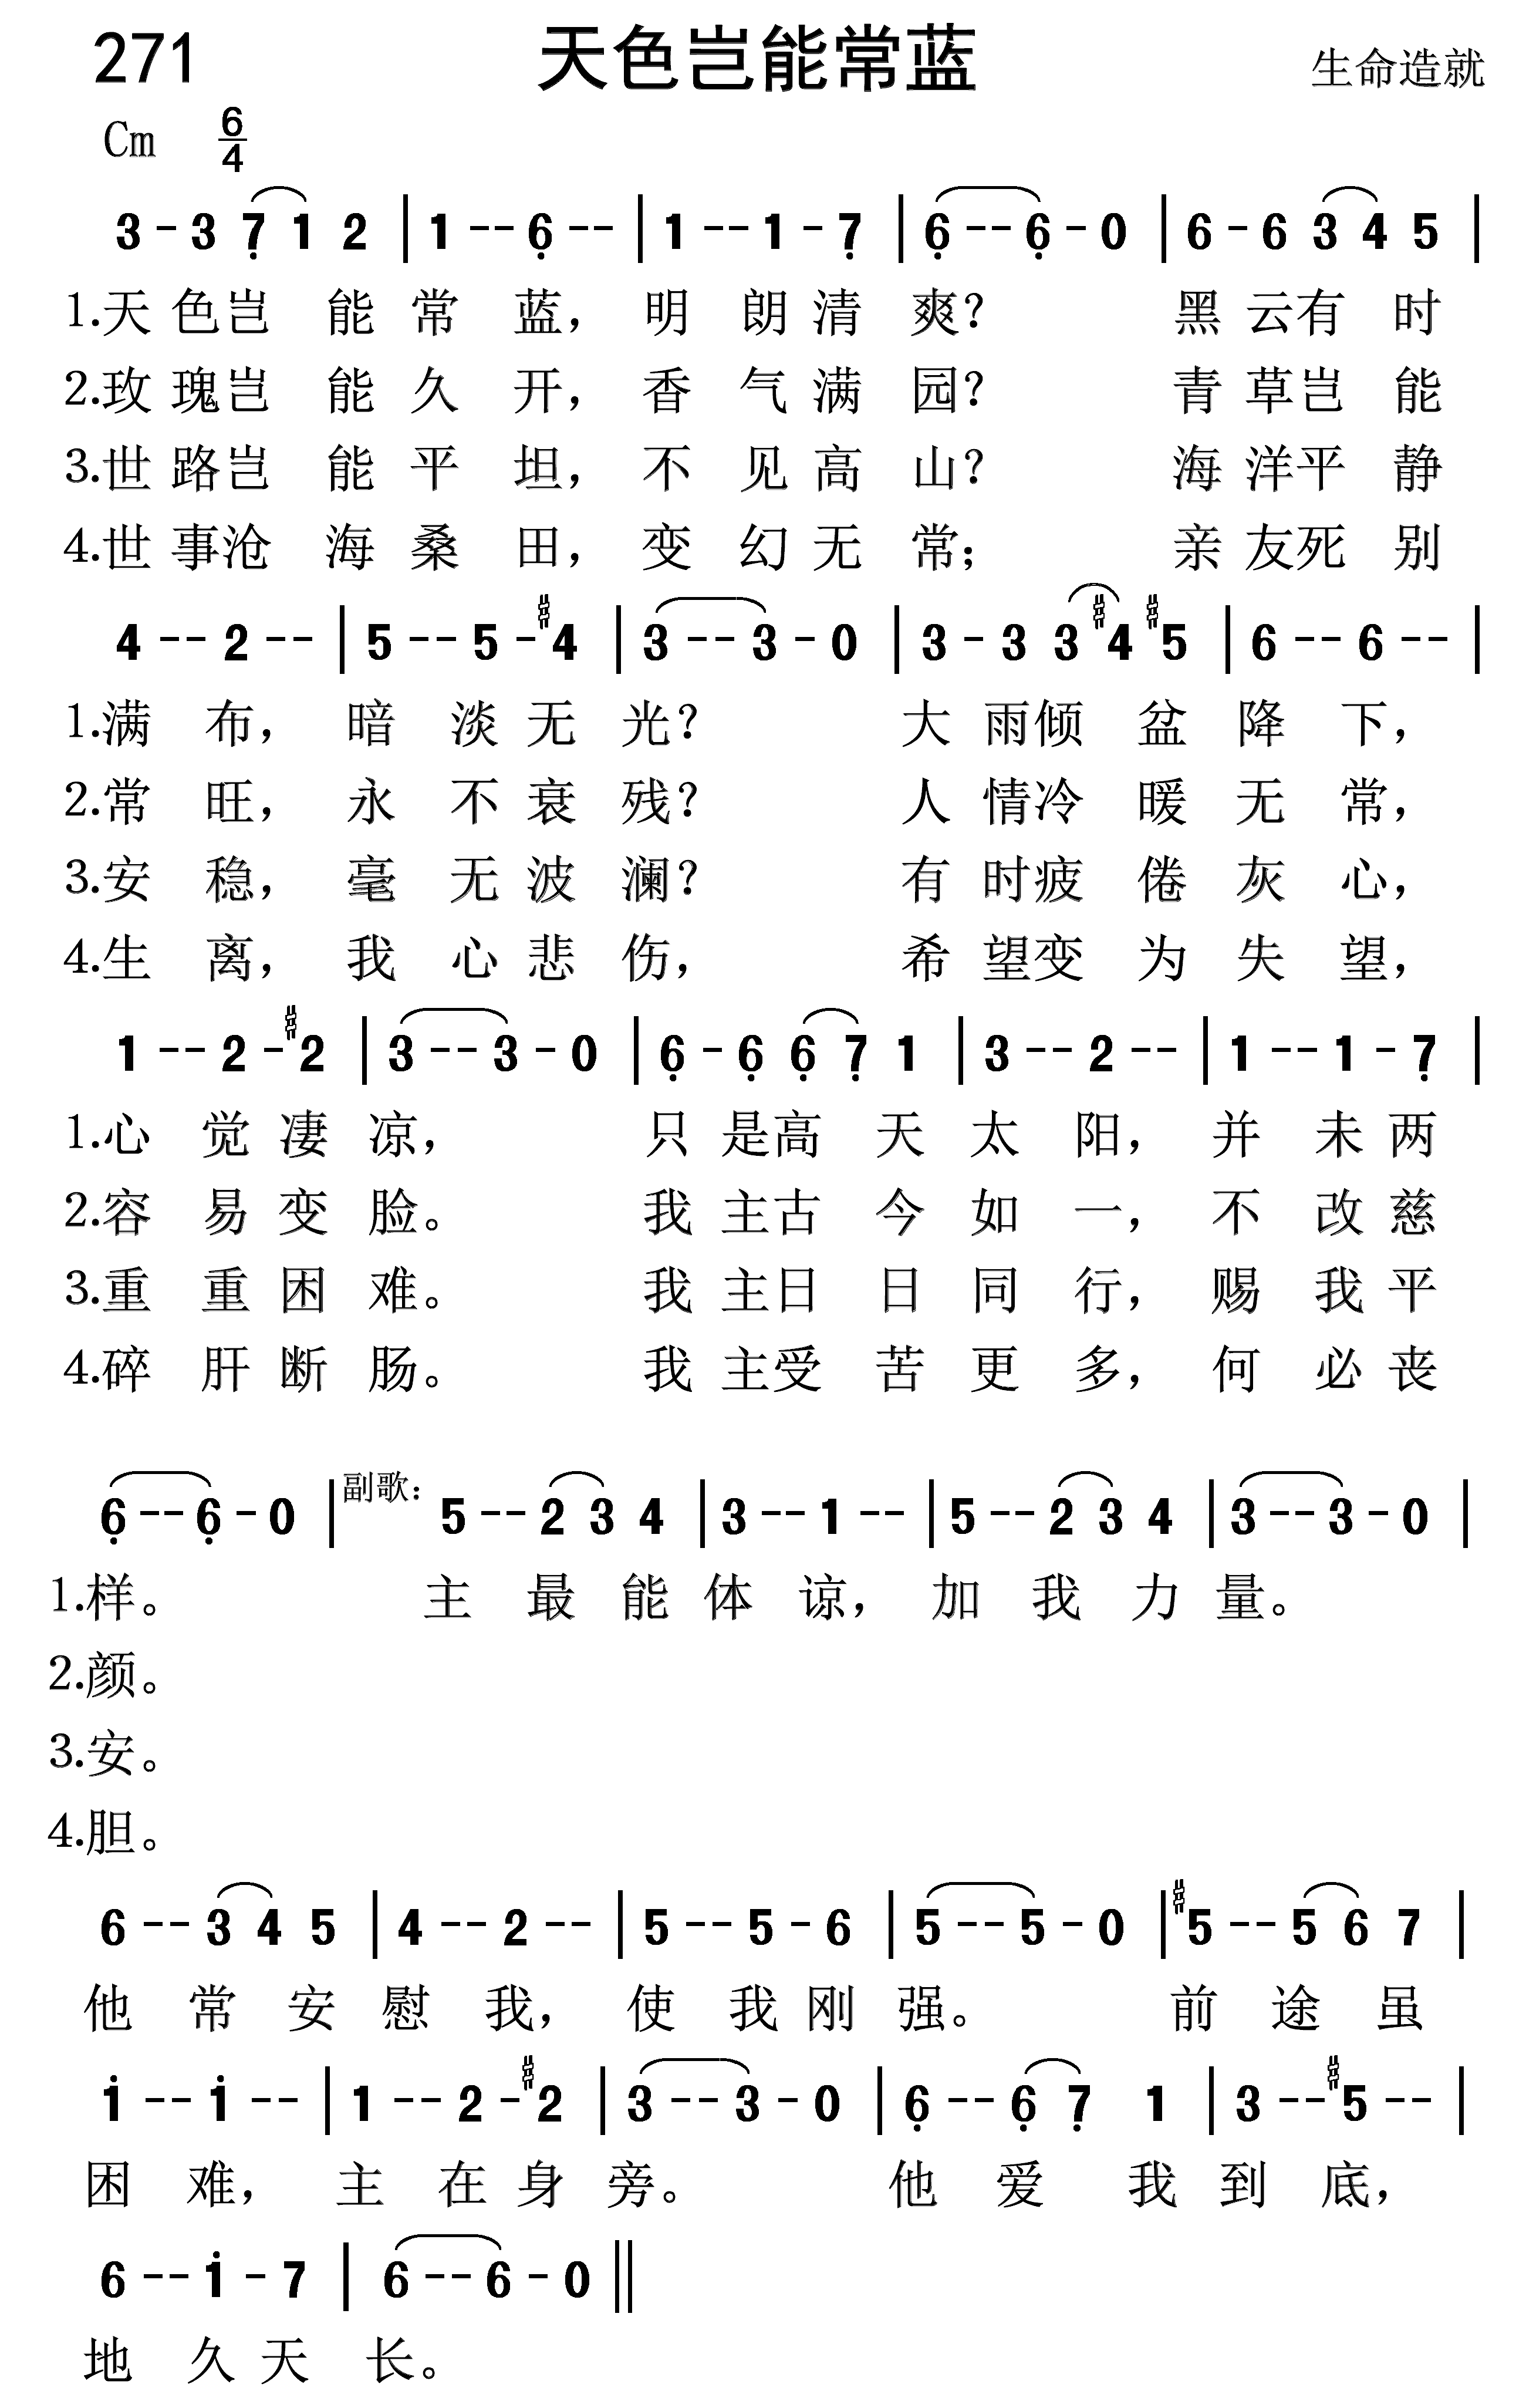 271 天色岂能常蓝 生命造就
Cm 6/4
3 - 3 7̣ 1 2 | 1 - - 6̣ - - | 1 - - 1 - 7̣ | 6̣ - - 6̣ - 0 | 6 - 6 3 4 5 |
1.天色岂能常蓝，明朗清爽？黑云有时
2.玫瑰岂能久开，香气满园？青草岂能
3.世路岂能平坦，不见高山？海洋平静
4.世事沧海桑田，变幻无常；亲友死别
4 - - 2 - - | 5 - - 5 - #4 | 3 - - 3 - 0 | 3 - 3 3 #4 #5 | 6 - - 6 - - |
1.满布，暗淡无光？大雨倾盆降下，
2.常旺，永不衰残？人情冷暖无常，
3.安稳，毫无波澜？有时疲倦灰心，
4.生离，我心悲伤，希望变为失望，
1 - - 2 - #2 | 3 - - 3 - 0 | 6̣ - 6̣ 6̣ 7̣ 1 | 3 - - 2 - - | 1 - - 1 - 7̣ |
1.心觉凄凉，只是高天太阳，并未两
2.容易变脸。我主古今如一，不改慈
3.重重困难。我主日日同行，赐我平
4.碎肝断肠。我主受苦更多，何必丧
6̣ - - 6̣ - 0 | 副歌： 5 - - 2 3 4 | 3 - - 1 - - | 5 - - 2 3 4 | 3 - - 3 - 0 |
1.样。主最能体谅，加我力量。
2.颜。
3.安。
4.胆。
6 - - 3 4 5 | 4 - - 2 - - | 5 - - 5 - 6 | 5 - - 5 - 0 | #5 - - 5 6 7 |
他常安慰我，使我刚强。前途虽
1̇ - - 1̇ - - | 1 - - 2 - #2 | 3 - - 3 - 0 | 6̣ - - 6̣ 7̣ 1 | 3 - - #5 - - |
困难，主在身旁。他爱我到底，
6 - - 1̇ - 7 | 6 - - 6 - 0 ‖
地久天长。